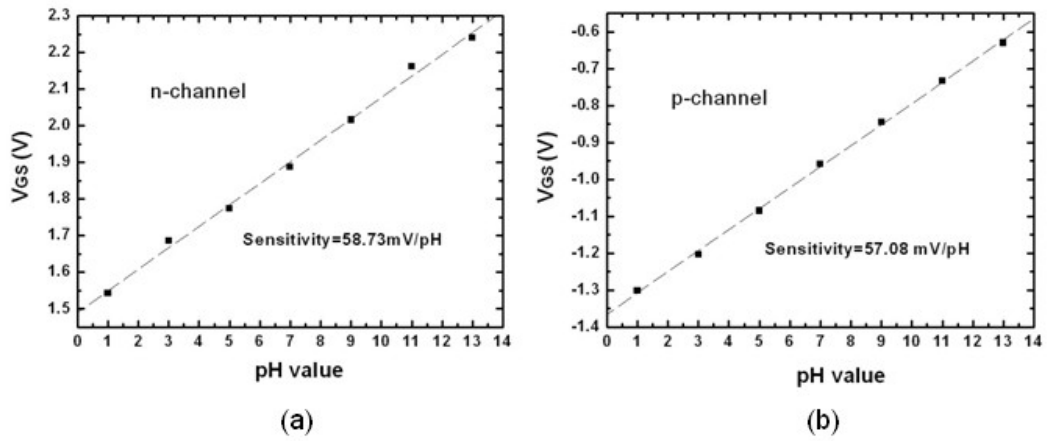 2.3
2.2
2.1
2.0
1.9
1.8
1.7
1.6
1.5
VGS (V)
n-channel
Sensitivity=58.73mV/pH
0 1 2 3 4 5 6 7 8 9 10 11 12 13 14
pH value
(a)
-0.6
-0.7
-0.8
-0.9
-1.0
-1.1
-1.2
-1.3
-1.4
VGS (V)
p-channel
Sensitivity=57.08 mV/pH
0 1 2 3 4 5 6 7 8 9 10 11 12 13 14
pH value
(b)